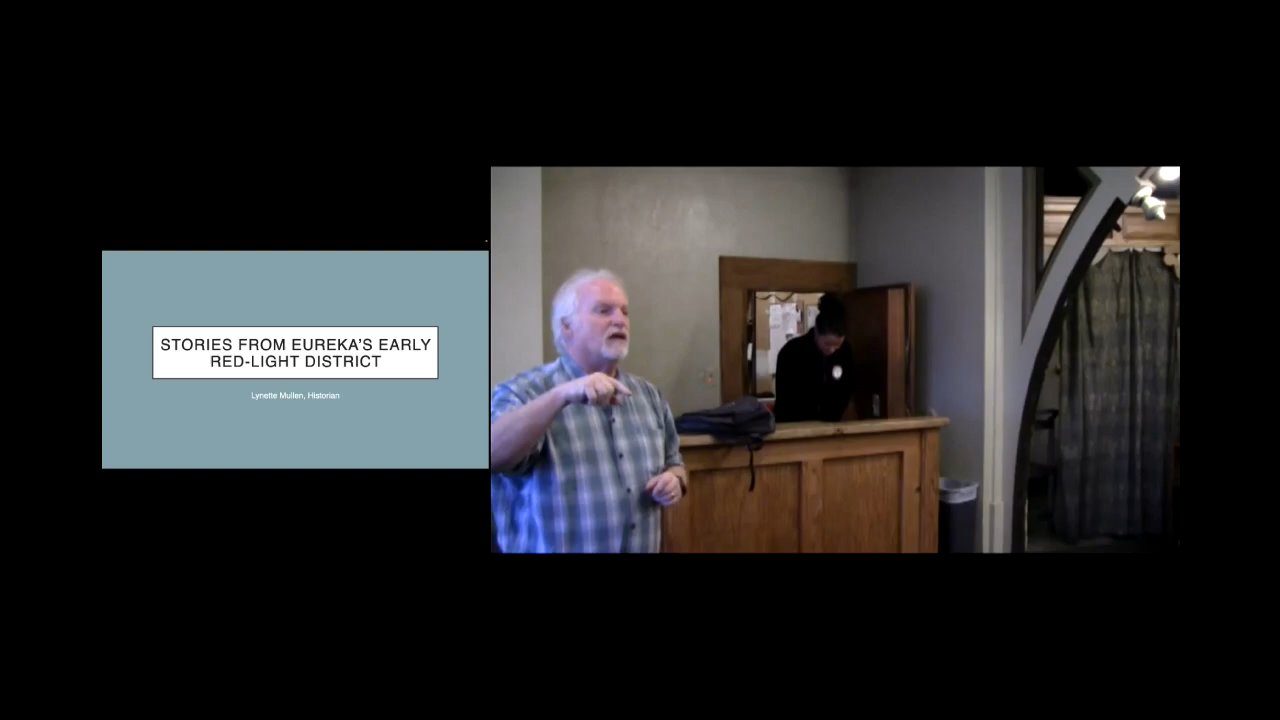 STORIES FROM EUREKA'S EARLY
RED-LIGHT DISTRICT
Lynette Mullen, Historian